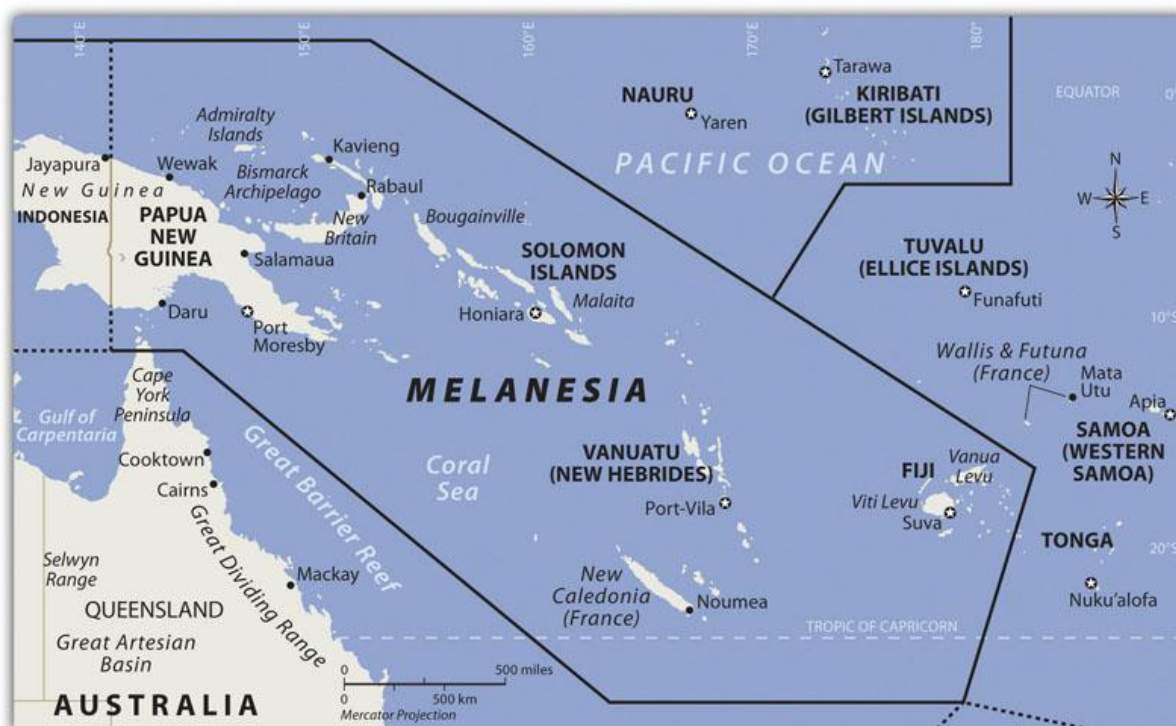 140°E
150°E
160°E
170°E
180°
Tarawa
NAURU
KIRIBATI
(GILBERT ISLANDS)
EQUATOR
0°
Yaren
Admiralty
Islands
Kavieng
PACIFIC OCEAN
Jayapura
Wewak
Bismarck
Archipelago
Rabaul
N
W
E
S
New Guinea
INDONESIA
PAPUA
NEW
GUINEA
New
Britain
Bougainville
SOLOMON
ISLANDS
TUVALU
(ELLICE ISLANDS)
Salamaua
Malaita
Funafuti
Daru
Honiara
10°S
Port
Moresby
Wallis & Futuna
(France)
Mata
Utu
Apia
MELANESIA
Cape
York
Peninsula
Gulf of
Carpentaria
SAMOA
(WESTERN
SAMOA)
Great Barrier Reef
Coral
Sea
VANUATU
(NEW HEBRIDES)
FIJI
Vanua
Levu
Cooktown
Cairns
Port-Vila
Viti Levu
Suva
TONGA
20°S
Great Dividing Range
Selwyn
Range
Mackay
New
Caledonia
(France)
Noumea
Nuku'alofa
QUEENSLAND
TROPIC OF CAPRICORN
Great Artesian
Basin
0
500 miles
0
500 km
AUSTRALIA
Mercator Projection